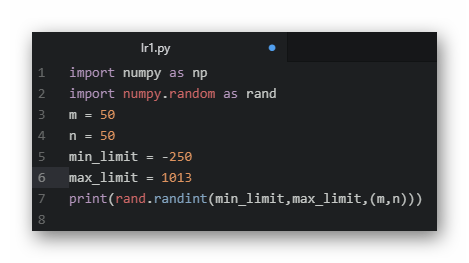 lr1.py
1 import numpy as np
2 import numpy.random as rand
3 m = 50
4 n = 50
5 min_limit = -250
6 max_limit = 1013
7 print(rand.randint(min_limit,max_limit,(m,n)))
8